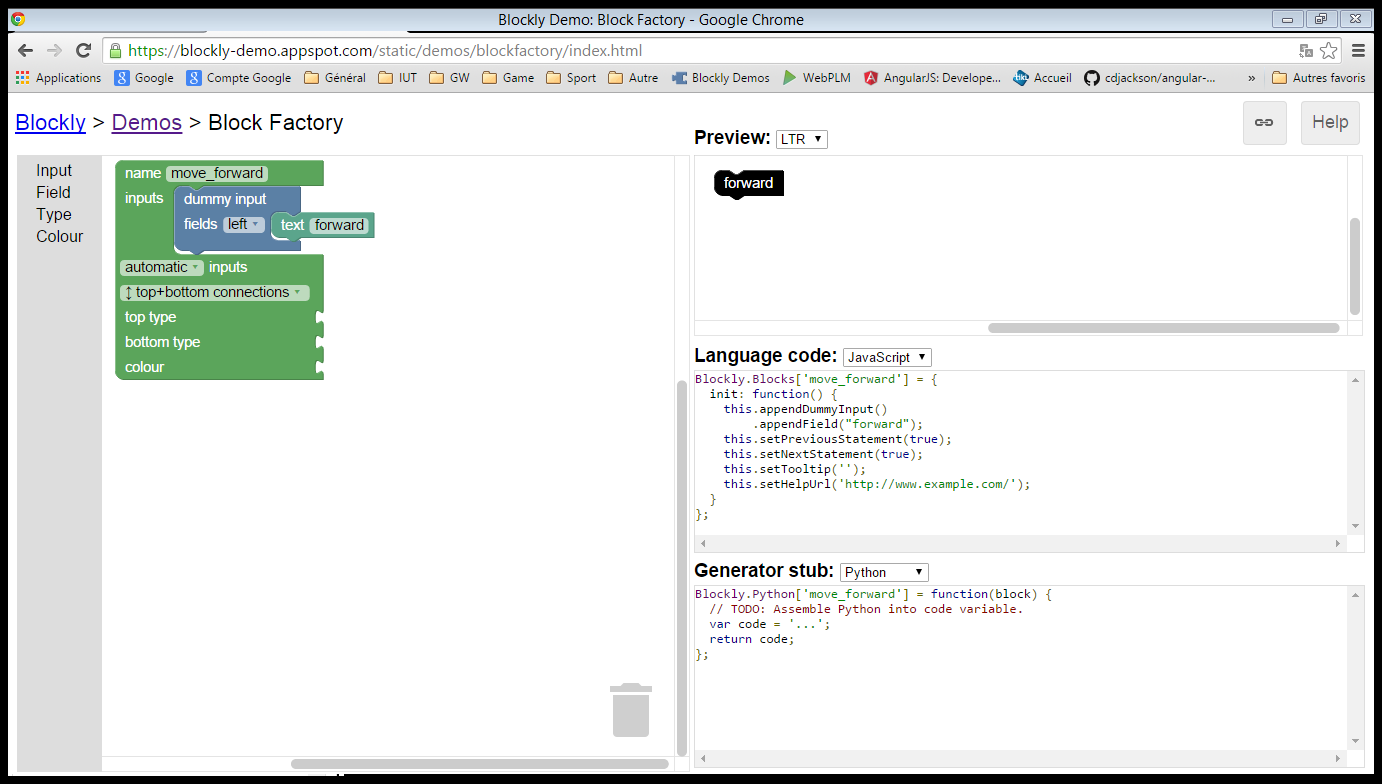 Blockly Demo: Block Factory - Google Chrome
https://blockly-demo.appspot.com/static/demos/blockfactory/index.html
Applications Google Compte Google Général IUT GW Game Sport Autre Blockly Demos WebPLM AngularJS: Develope... Accueil cdjackson/angular-... » Autres favoris
Blockly > Demos > Block Factory
Help
Input
Field
Type
Colour
name move_forward
inputs
dummy input
fields left
text forward
automatic inputs
↕ top+bottom connections
top type
bottom type
colour
Preview: LTR
forward
Language code: JavaScript
Blockly.Blocks['move_forward'] = {
  init: function() {
    this.appendDummyInput()
        .appendField("forward");
    this.setPreviousStatement(true);
    this.setNextStatement(true);
    this.setTooltip('');
    this.setHelpUrl('http://www.example.com/');
  }
};
Generator stub: Python
Blockly.Python['move_forward'] = function(block) {
  // TODO: Assemble Python into code variable.
  var code = '...';
  return code;
};